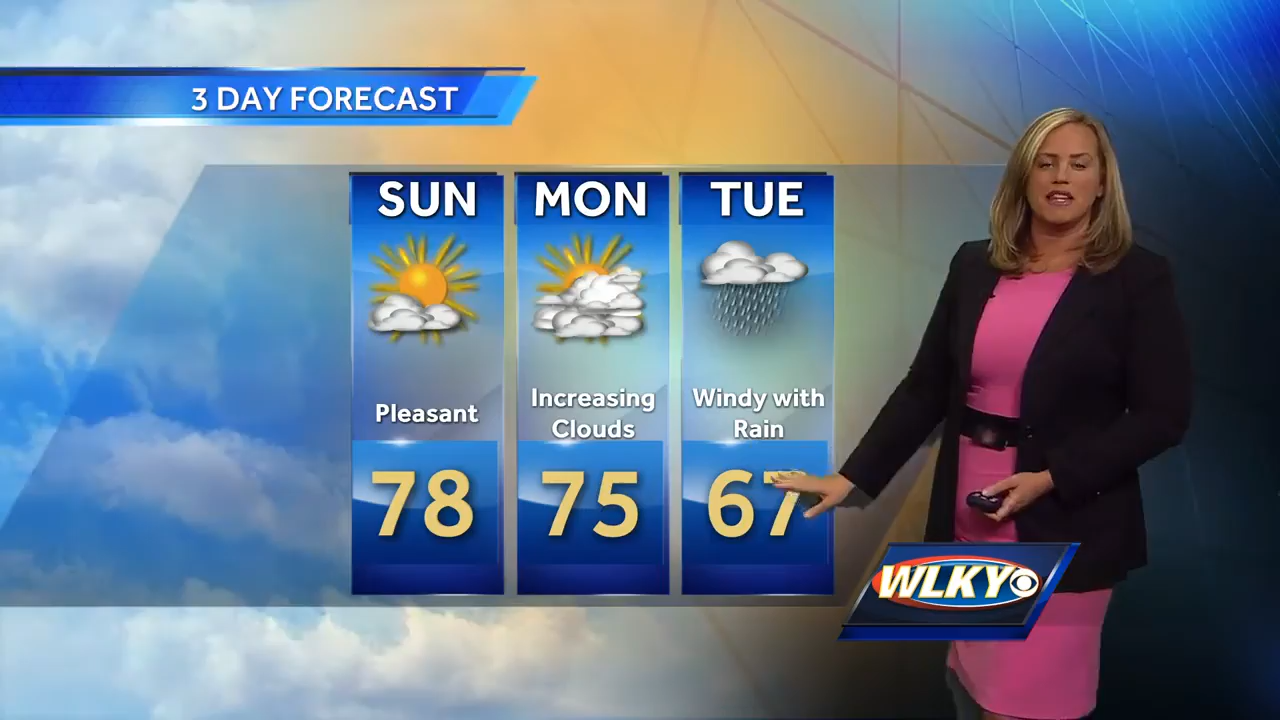 3 DAY FORECAST
SUN
Pleasant
78
MON
Increasing
Clouds
75
TUE
Windy with
Rain
67
WLKY